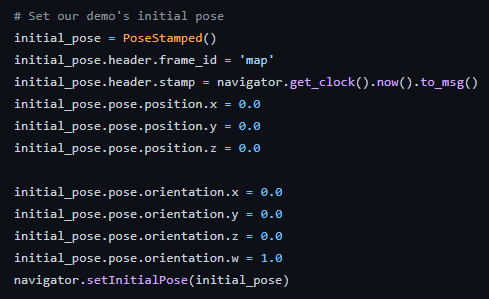 # Set our demo's initial pose
initial_pose = PoseStamped()
initial_pose.header.frame_id = 'map'
initial_pose.header.stamp = navigator.get_clock().now().to_msg()
initial_pose.pose.position.x = 0.0
initial_pose.pose.position.y = 0.0
initial_pose.pose.position.z = 0.0
initial_pose.pose.orientation.x = 0.0
initial_pose.pose.orientation.y = 0.0
initial_pose.pose.orientation.z = 0.0
initial_pose.pose.orientation.w = 1.0
navigator.setInitialPose(initial_pose)